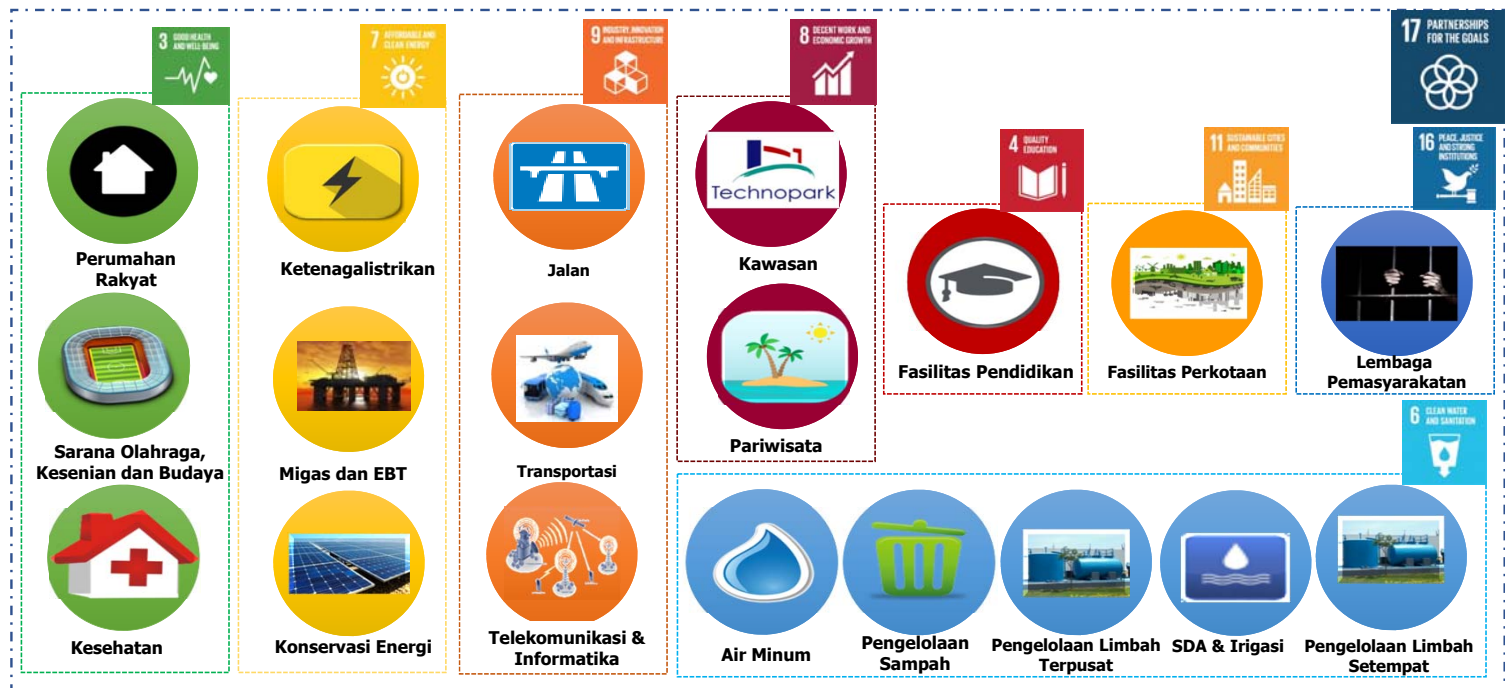 3 GOOD HEALTH
AND WELL-BEING
Perumahan
Rakyat
Sarana Olahraga,
Kesenian dan Budaya
Kesehatan
7 AFFORDABLE AND
CLEAN ENERGY
Ketenagalistrikan
Migas dan EBT
Konservasi Energi
9 INDUSTRY, INNOVATION
AND INFRASTRUCTURE
Jalan
Transportasi
Telekomunikasi &
Informatika
8 DECENT WORK AND
ECONOMIC GROWTH
Technopark
Kawasan
Pariwisata
4 QUALITY
EDUCATION
Fasilitas Pendidikan
11 SUSTAINABLE CITIES
AND COMMUNITIES
Fasilitas Perkotaan
17 PARTNERSHIPS
FOR THE GOALS
16 PEACE, JUSTICE
AND STRONG
INSTITUTIONS
Lembaga
Pemasyarakatan
6 CLEAN WATER
AND SANITATION
Air Minum
Pengelolaan
Sampah
Pengelolaan Limbah
Terpusat
SDA & Irigasi
Pengelolaan Limbah
Setempat